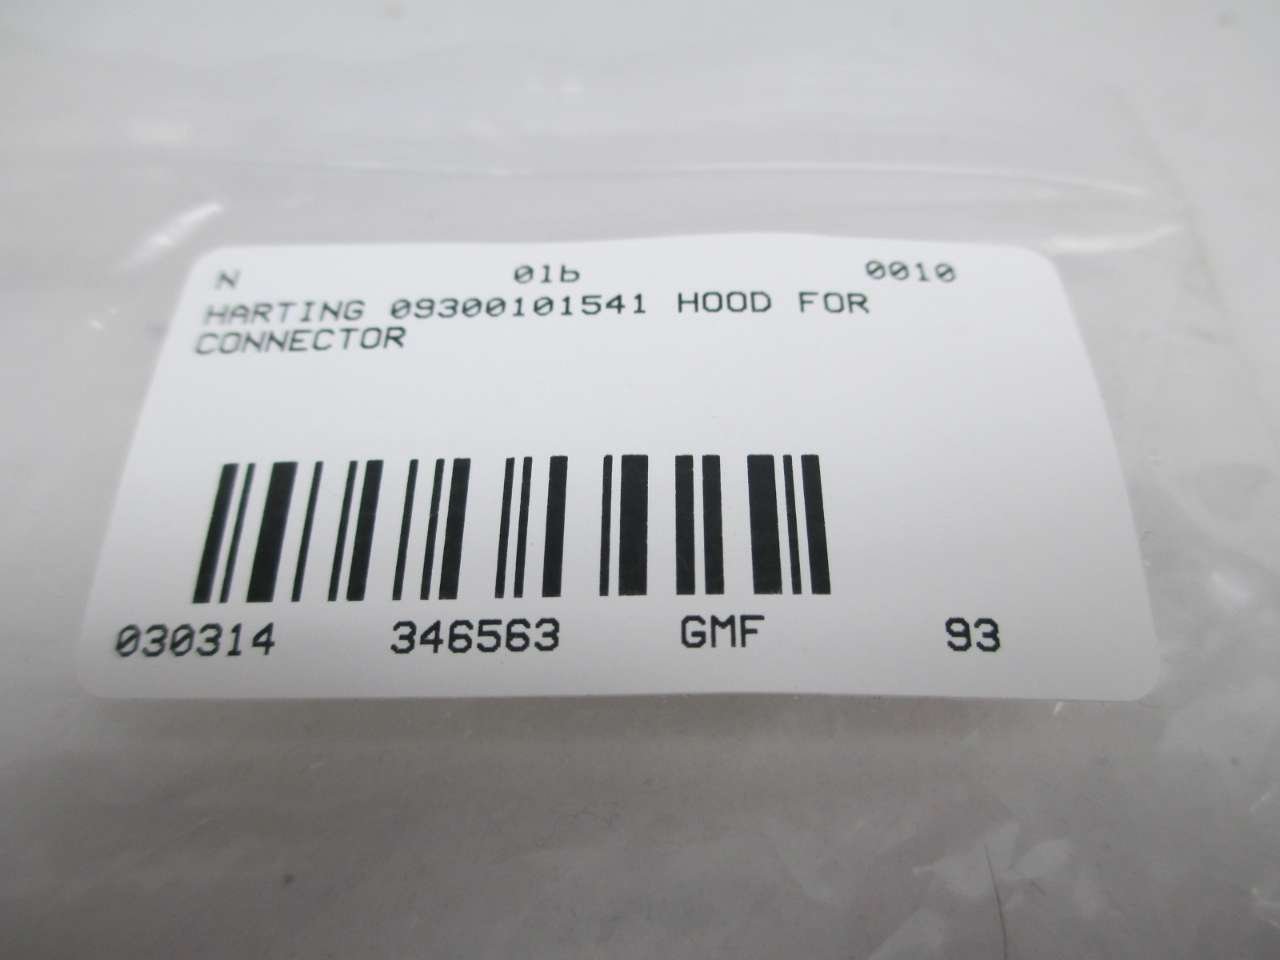 N 01b 0010
HARTING 09300101541 HOOD FOR
CONNECTOR
030314 346563 GMF 93